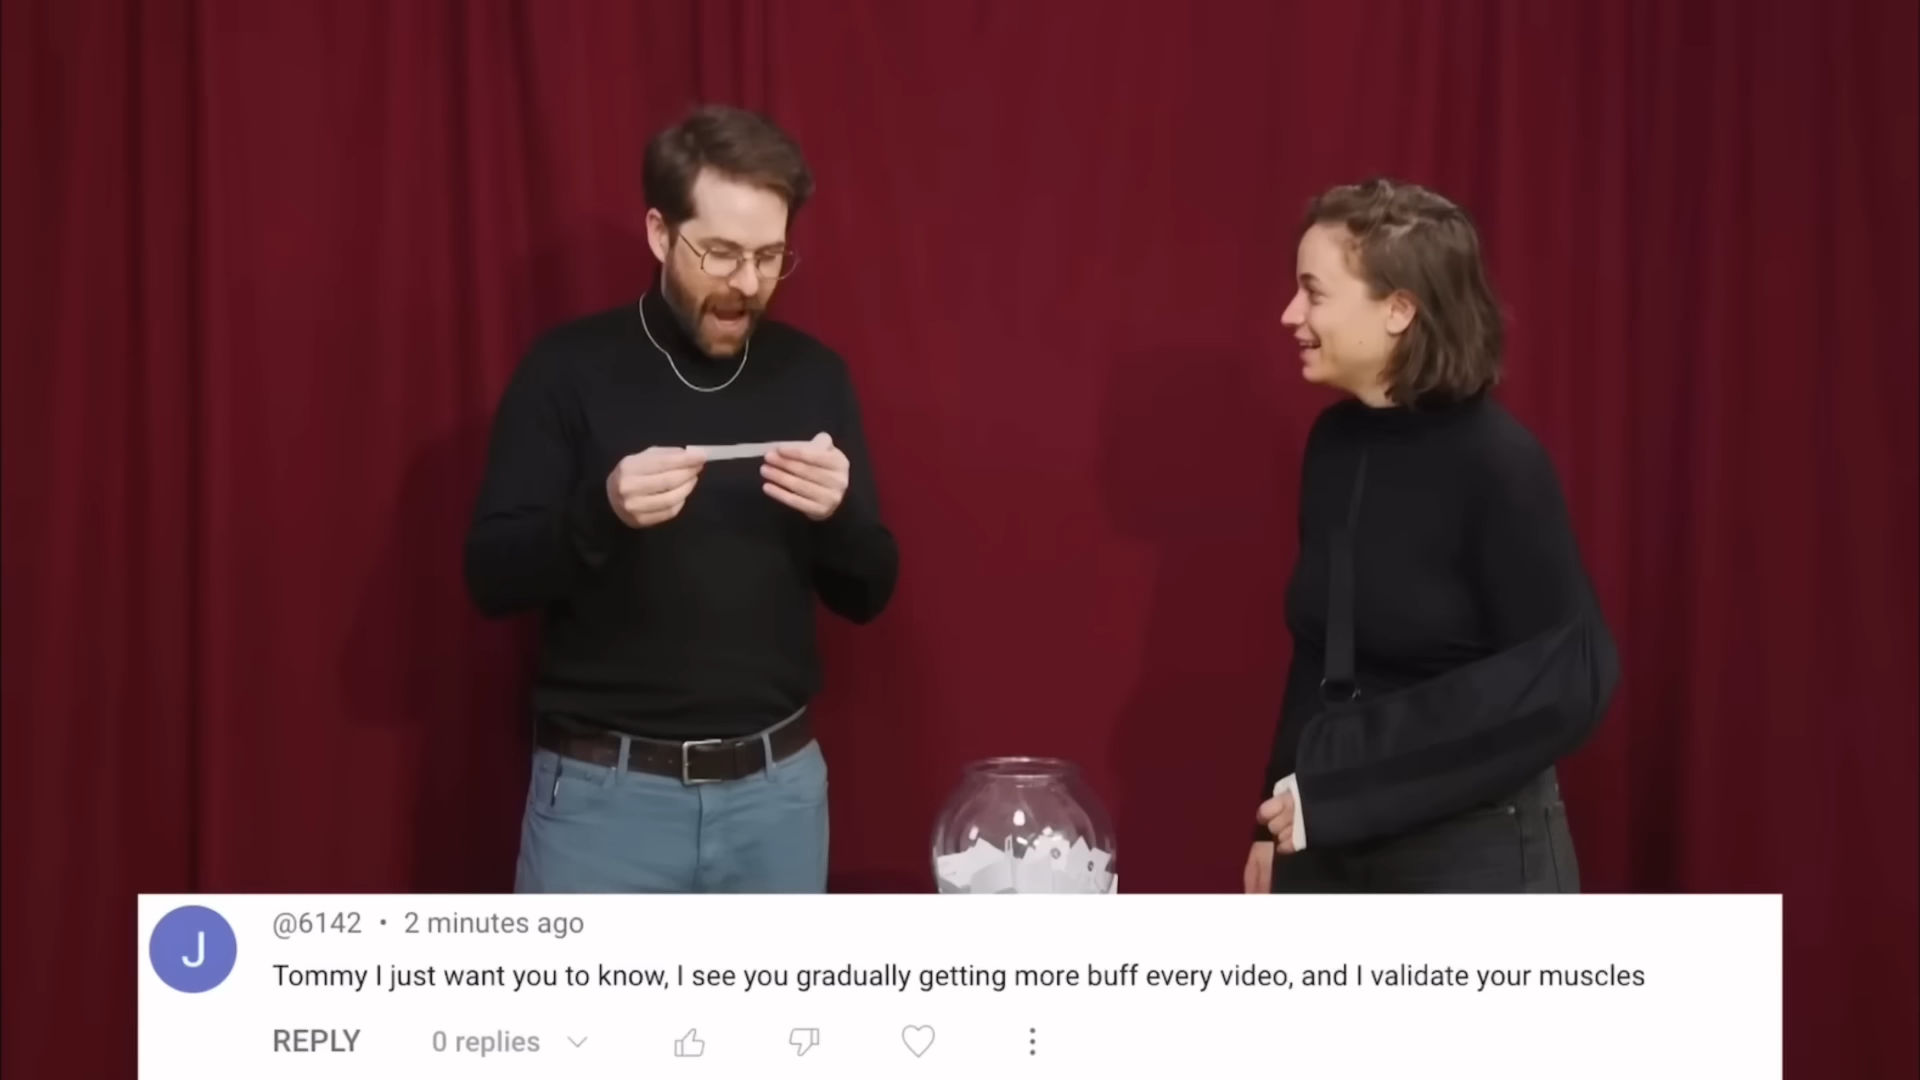 J
@6142 • 2 minutes ago
Tommy I just want you to know, I see you gradually getting more buff every video, and I validate your muscles
REPLY 0 replies